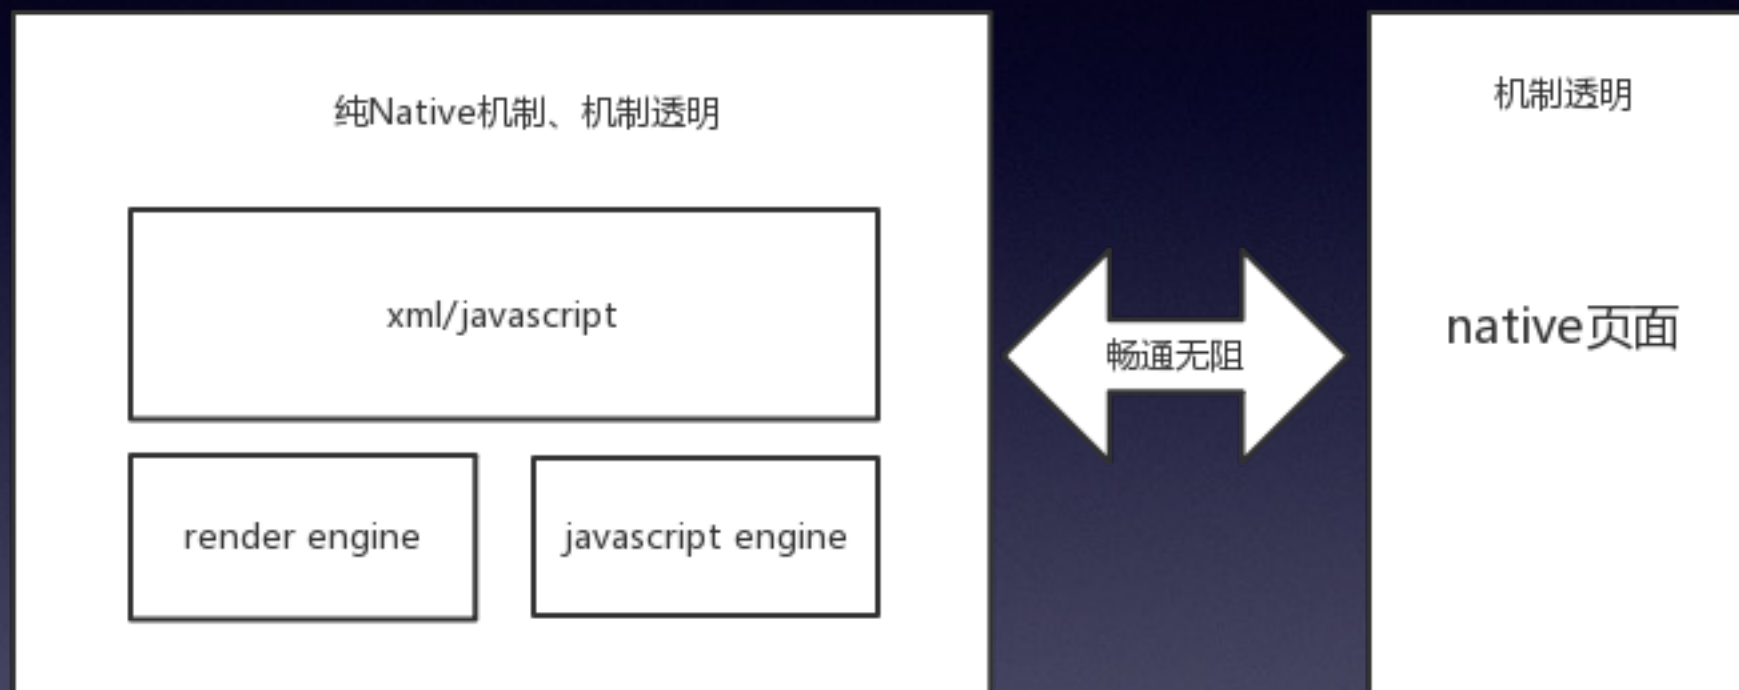 纯Native机制、机制透明
xml/javascript
render engine
javascript engine
畅通无阻
机制透明
native页面